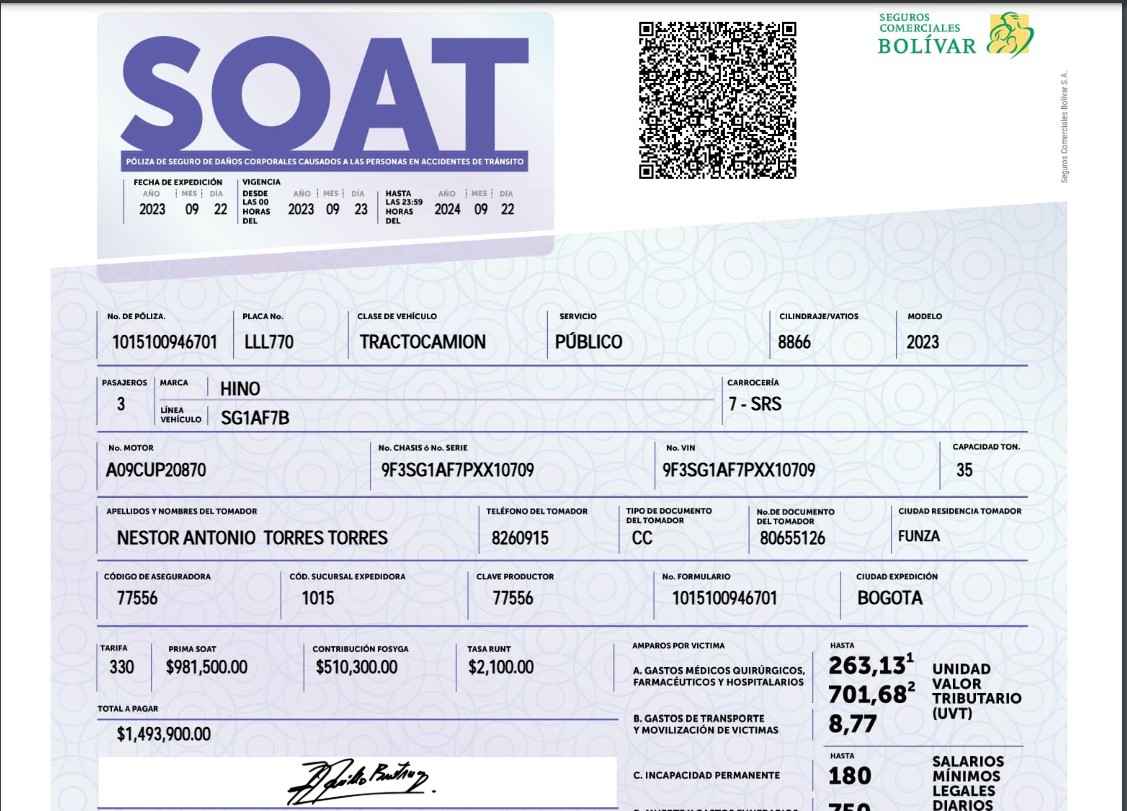 SEGUROS
COMERCIALES
BOLÍVAR
Seguros Comerciales Bolívar S.A.
SOAT
PÓLIZA DE SEGURO DE DAÑOS CORPORALES CAUSADOS A LAS PERSONAS EN ACCIDENTES DE TRÁNSITO
FECHA DE EXPEDICIÓN
AÑO MES DÍA
2023 09 22
VIGENCIA
DESDE
LAS 00
HORAS
DEL
AÑO MES DÍA
2023 09 23
HASTA
LAS 23:59
HORAS
DEL
AÑO MES DÍA
2024 09 22
No. DE PÓLIZA. PLACA No. CLASE DE VEHÍCULO SERVICIO CILINDRAJE/VATIOS MODELO
1015100946701 LLL770 TRACTOCAMION PÚBLICO 8866 2023
PASAJEROS MARCA HINO CARROCERÍA
3 7 - SRS
LÍNEA
VEHÍCULO SG1AF7B
No. MOTOR No. CHASIS ó No. SERIE No. VIN CAPACIDAD TON.
A09CUP20870 9F3SG1AF7PXX10709 9F3SG1AF7PXX10709 35
APELLIDOS Y NOMBRES DEL TOMADOR TELÉFONO DEL TOMADOR TIPO DE DOCUMENTO DEL TOMADOR No.DE DOCUMENTO DEL TOMADOR CIUDAD RESIDENCIA TOMADOR
NESTOR ANTONIO TORRES TORRES 8260915 CC 80655126 FUNZA
CÓDIGO DE ASEGURADORA CÓD. SUCURSAL EXPEDIDORA CLAVE PRODUCTOR No. FORMULARIO CIUDAD EXPEDICIÓN
77556 1015 77556 1015100946701 BOGOTA
TARIFA PRIMA SOAT CONTRIBUCIÓN FOSYGA TASA RUNT
330 $981,500.00 $510,300.00 $2,100.00
TOTAL A PAGAR
$1,493,900.00
AMPAROS POR VICTIMA HASTA
A. GASTOS MÉDICOS QUIRÚRGICOS,
FARMACÉUTICOS Y HOSPITALARIOS
263,13¹
701,68²
B. GASTOS DE TRANSPORTE
Y MOVILIZACIÓN DE VICTIMAS
8,77
UNIDAD
VALOR
TRIBUTARIO
(UVT)
HASTA
C. INCAPACIDAD PERMANENTE 180
SALARIOS
MÍNIMOS
LEGALES
DIARIOS
750